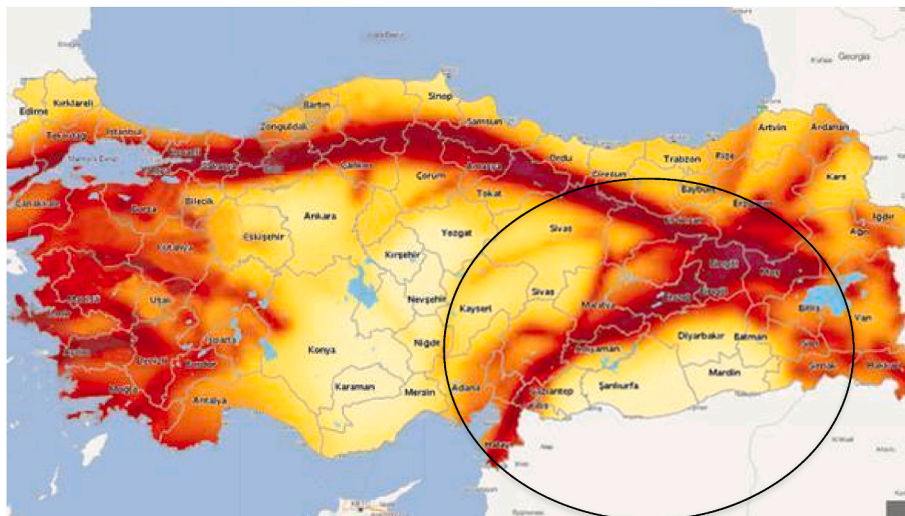 Georgia
Sinop
Bartın
Kırklareli
Edirne
Zonguldak
Samsun
İstanbul
Tekirdağ
Artvin
Ardahan
Ordu
Trabzon
Rize
Giresun
Çankırı
Amasya
Kars
Çorum
Tokat
Bayburt
Çanakkale
Bursa
Bilecik
Erzurum
Iğdır
Ankara
Sivas
Ağrı
Eskişehir
Yozgat
Kütahya
Kırşehir
Bingöl
Muş
Sivas
Nevşehir
Kayseri
Malatya
Uşak
Bitlis
Van
Isparta
Konya
Niğde
Diyarbakır
Batman
Adıyaman
Siirt
Aydın
Denizli
Burdur
Mardin
Şırnak
Hakkari
Karaman
Mersin
Adana
Gaziantep
Şanlıurfa
Muğla
Antalya
Kilis
Hatay